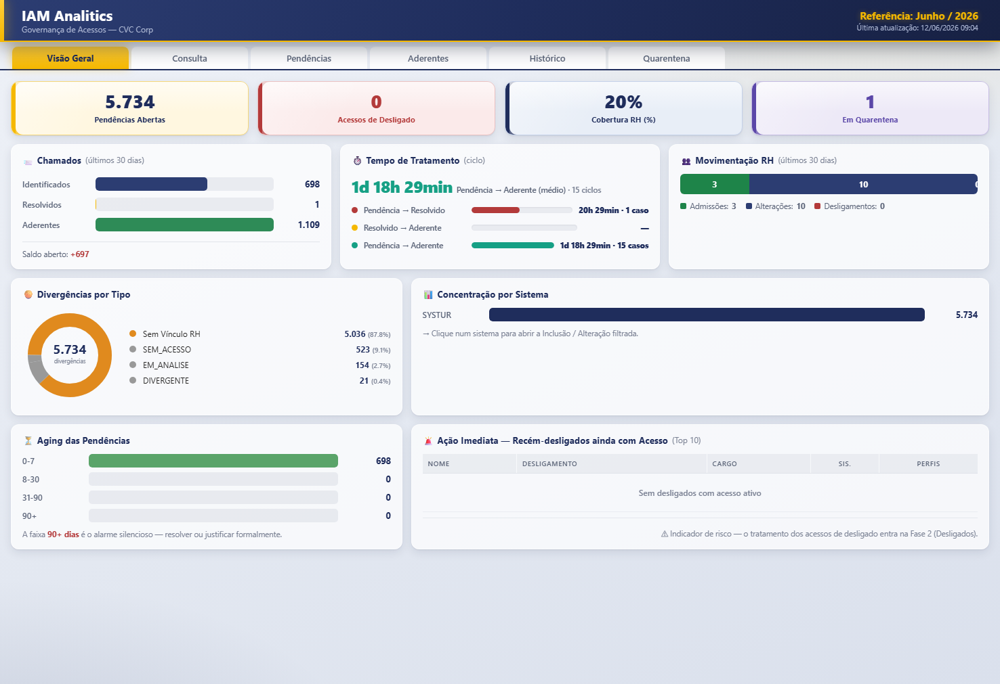 IAM Analitics
Governança de Acessos — CVC Corp
Referência: Junho / 2026
Última atualização: 12/06/2026 09:04
Visão Geral
Consulta
Pendências
Aderentes
Histórico
Quarentena
5.734
Pendências Abertas
0
Acessos de Desligado
20%
Cobertura RH (%)
1
Em Quarentena
Chamados (últimos 30 dias)
Identificados 698
Resolvidos 1
Aderentes 1.109
Saldo aberto: +697
Tempo de Tratamento (ciclo)
1d 18h 29min Pendência → Aderente (médio) · 15 ciclos
Pendência → Resolvido 20h 29min · 1 caso
Resolvido → Aderente —
Pendência → Aderente 1d 18h 29min · 15 casos
Movimentação RH (últimos 30 dias)
3 10 0
Admissões: 3 Alterações: 10 Desligamentos: 0
Divergências por Tipo
5.734
divergências
Sem Vínculo RH 5.036 (87.8%)
SEM_ACESSO 523 (9.1%)
EM_ANALISE 154 (2.7%)
DIVERGENTE 21 (0.4%)
Concentração por Sistema
SYSTUR 5.734
→ Clique num sistema para abrir a Inclusão / Alteração filtrada.
Aging das Pendências
0-7 698
8-30 0
31-90 0
90+ 0
A faixa 90+ dias é o alarme silencioso — resolver ou justificar formalmente.
Ação Imediata — Recém-desligados ainda com Acesso (Top 10)
NOME DESLIGAMENTO CARGO SIS. PERFIS
Sem desligados com acesso ativo
⚠ Indicador de risco — o tratamento dos acessos de desligado entra na Fase 2 (Desligados).